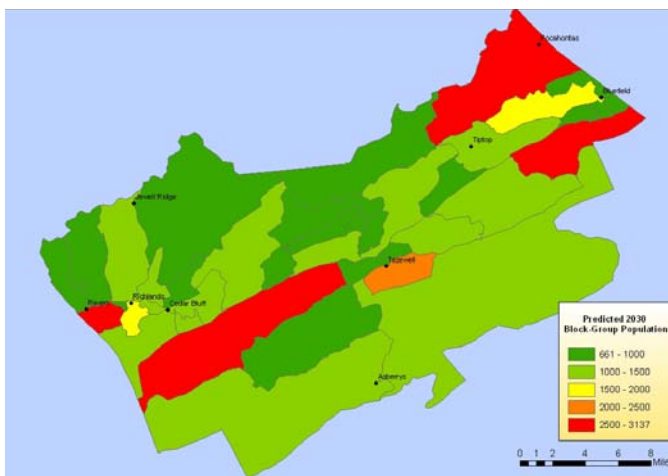 Pocahontas
Bluefield
Tiptop
Jewell Ridge
Tazewell
Raven
Richlands
Cedar Bluff
Asberrys
Predicted 2030
Block-Group Population
661 - 1000
1000 - 1500
1500 - 2000
2000 - 2500
2500 - 3137
0 1 2 4 6 8
Miles